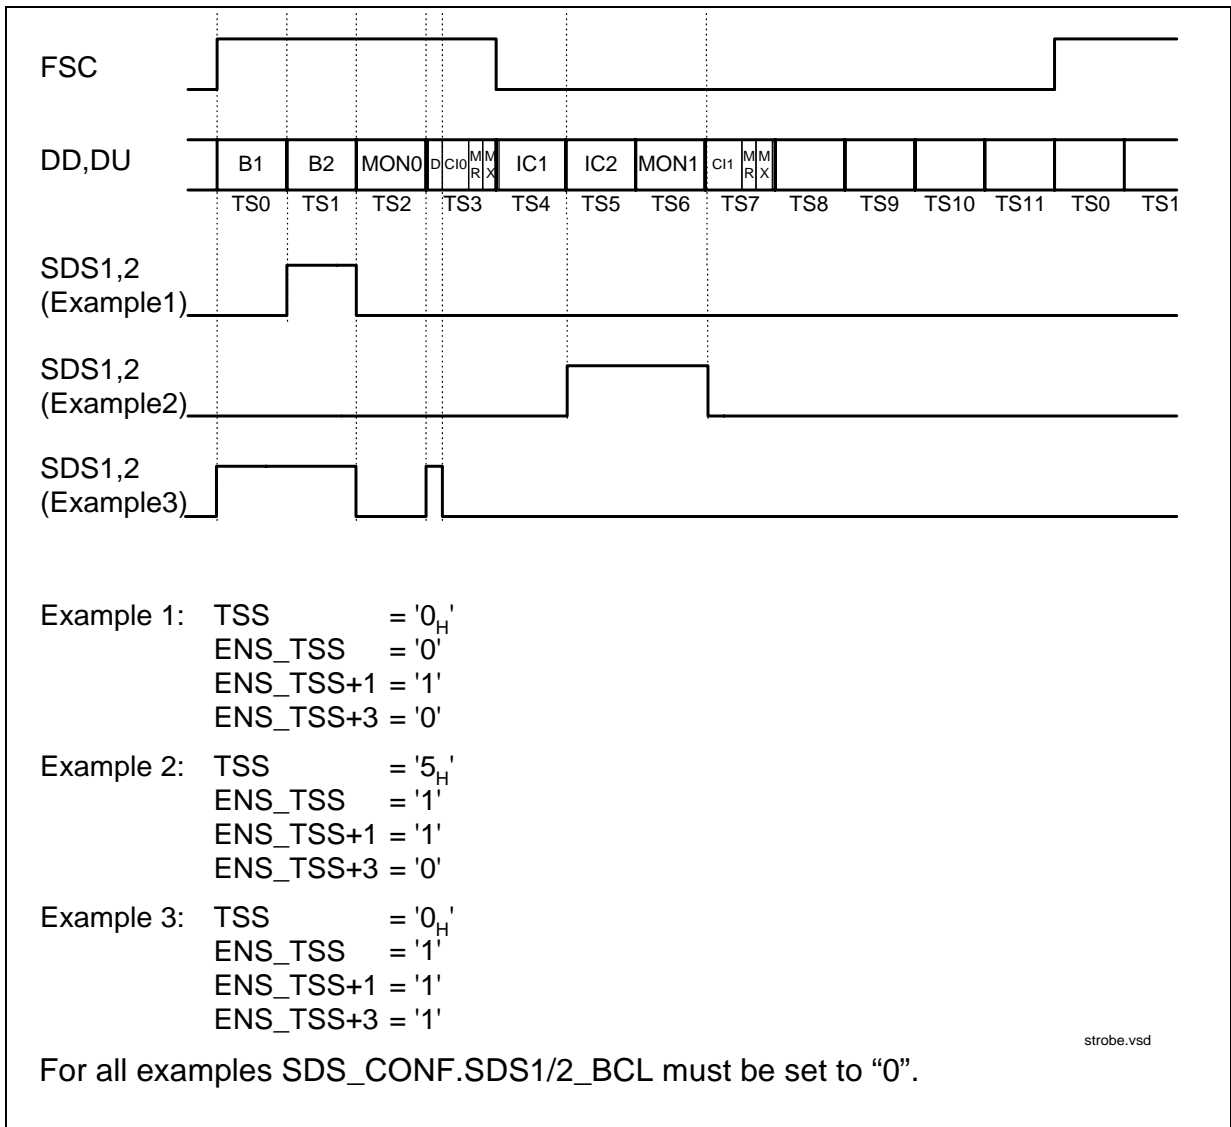 FSC
DD,DU
B1 B2 MON0 D CI0 MR MX IC1 IC2 MON1 CI1 MR MX
TS0 TS1 TS2 TS3 TS4 TS5 TS6 TS7 TS8 TS9 TS10 TS11 TS0 TS1
SDS1,2
(Example1)
SDS1,2
(Example2)
SDS1,2
(Example3)
Example 1: TSS = '0H'
ENS_TSS = '0'
ENS_TSS+1 = '1'
ENS_TSS+3 = '0'
Example 2: TSS = '5H'
ENS_TSS = '1'
ENS_TSS+1 = '1'
ENS_TSS+3 = '0'
Example 3: TSS = '0H'
ENS_TSS = '1'
ENS_TSS+1 = '1'
ENS_TSS+3 = '1'
strobe.vsd
For all examples SDS_CONF.SDS1/2_BCL must be set to “0”.